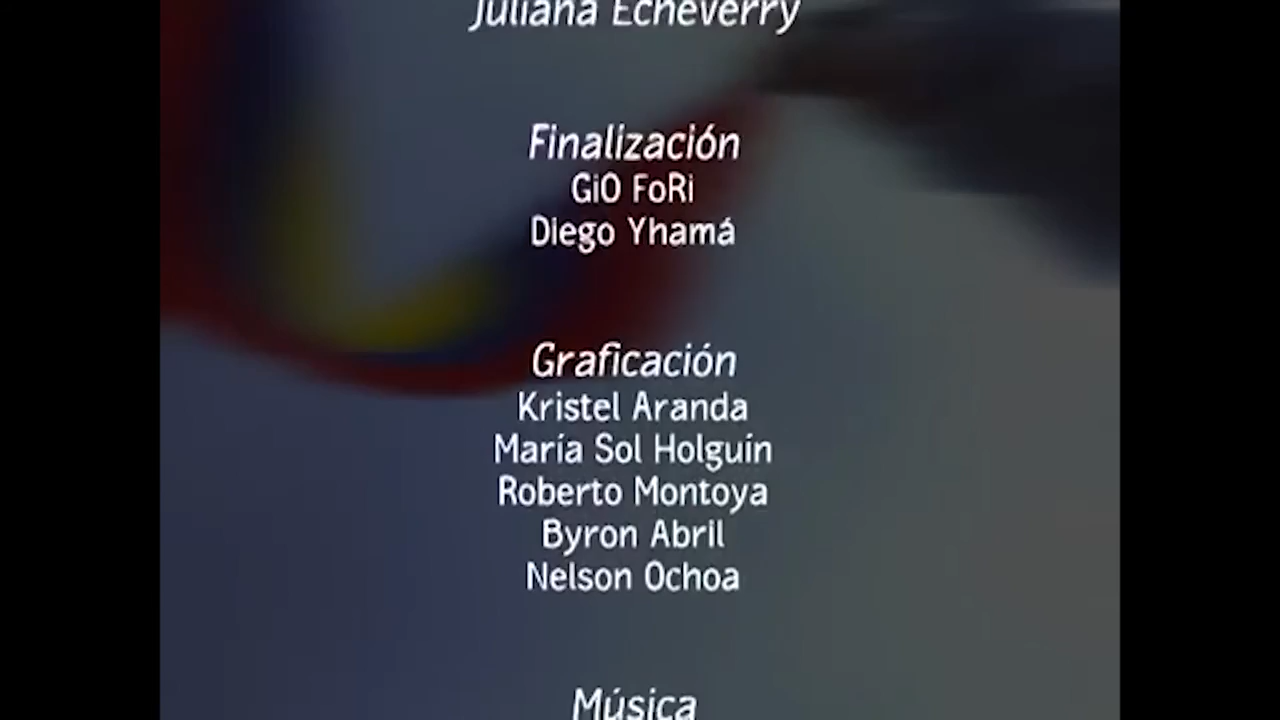 Juliana Echeverry
Finalización
GiO FoRi
Diego Yhamá
Graficación
Kristel Aranda
María Sol Holguín
Roberto Montoya
Byron Abril
Nelson Ochoa
Música